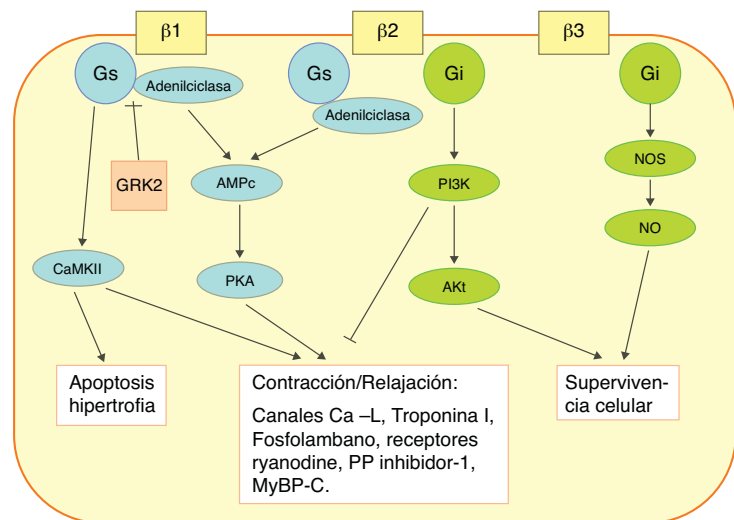 β1
β2
β3
Gs
Adenilciclasa
Gs
Adenilciclasa
Gi
Gi
GRK2
AMPc
PI3K
NOS
NO
CaMKII
PKA
AKt
Apoptosis
hipertrofia
Contracción/Relajación:
Canales Ca –L, Troponina I,
Fosfolambano, receptores
ryanodine, PP inhibidor-1,
MyBP-C.
Superviven-
cia celular